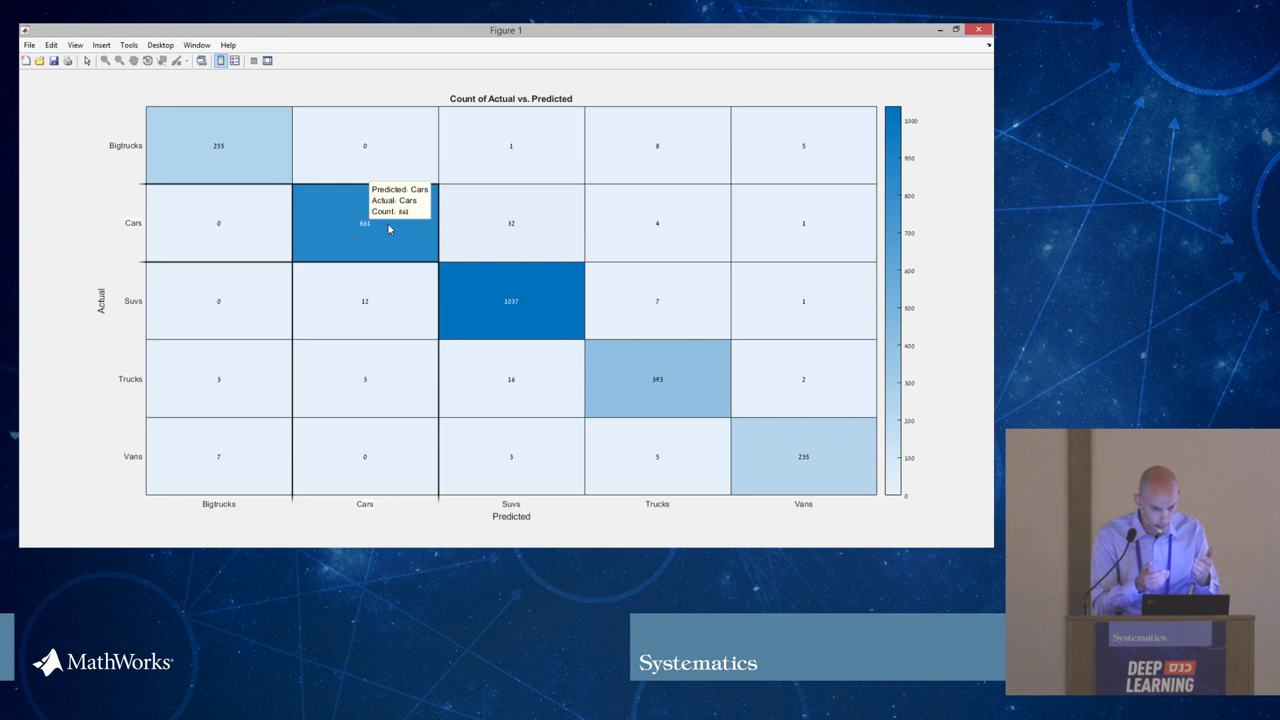 Figure 1
File Edit View Insert Tools Desktop Window Help
Count of Actual vs. Predicted
Bigtrucks 255 0 1 8 5
Cars 0 861 32 4 1
Predicted: Cars
Actual: Cars
Count: 861
Suvs 0 12 1037 7 1
Trucks 3 3 16 393 2
Vans 7 0 3 5 235
Actual
Bigtrucks Cars Suvs Trucks Vans
Predicted
1000
900
800
700
600
500
400
300
200
100
0
MathWorks®
Systematics
Systematics
DEEP כנס
LEARNING